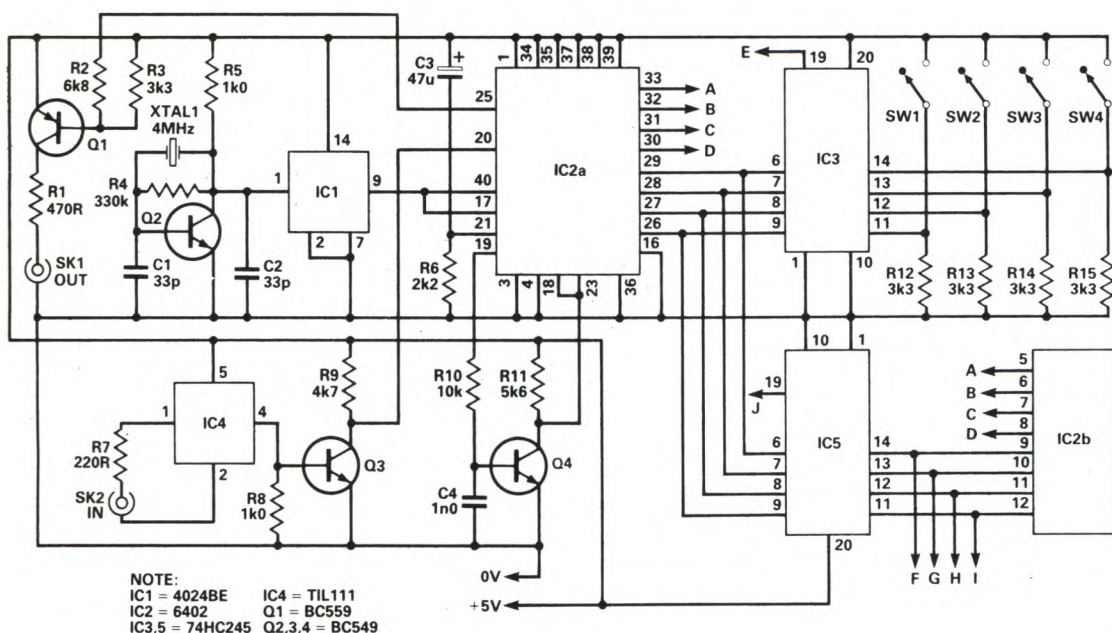 R2
6k8
R3
3k3
R5
1k0
XTAL1
4MHz
Q1
R4
330k
R1
470R
Q2
SK1
OUT
C1
33p
C2
33p
1
14
IC1
9
2
7
C3
47u
+
R6
2k2
1
34
35
37
38
39
25
20
40
17
21
19
IC2a
33
32
31
30
29
28
27
26
16
A
B
C
D
3
4
18
23
36
E
19
20
IC3
6
7
8
9
14
13
12
11
1
10
SW1
SW2
SW3
SW4
R12
3k3
R13
3k3
R14
3k3
R15
3k3
5
1
IC4
4
2
R7
220R
SK2
IN
R8
1k0
R9
4k7
Q3
R10
10k
R11
5k6
C4
1n0
Q4
10
1
19
J
IC5
6
7
8
9
14
13
12
11
20
A
B
C
D
5
6
7
8
9
10
11
12
IC2b
F
G
H
I
0V
+5V
NOTE:
IC1 = 4024BE IC4 = TIL111
IC2 = 6402 Q1 = BC559
IC3,5 = 74HC245 Q2,3,4 = BC549